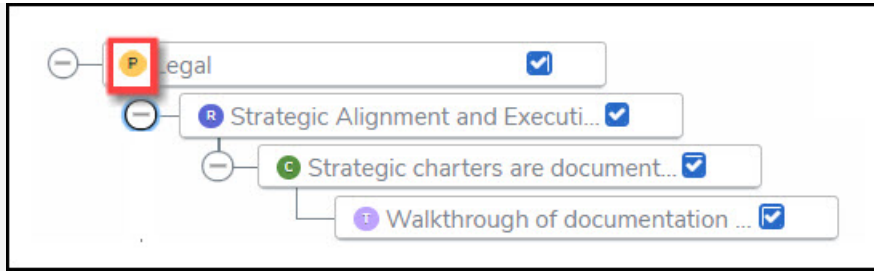 P Legal
R Strategic Alignment and Executi...
C Strategic charters are document...
T Walkthrough of documentation ...